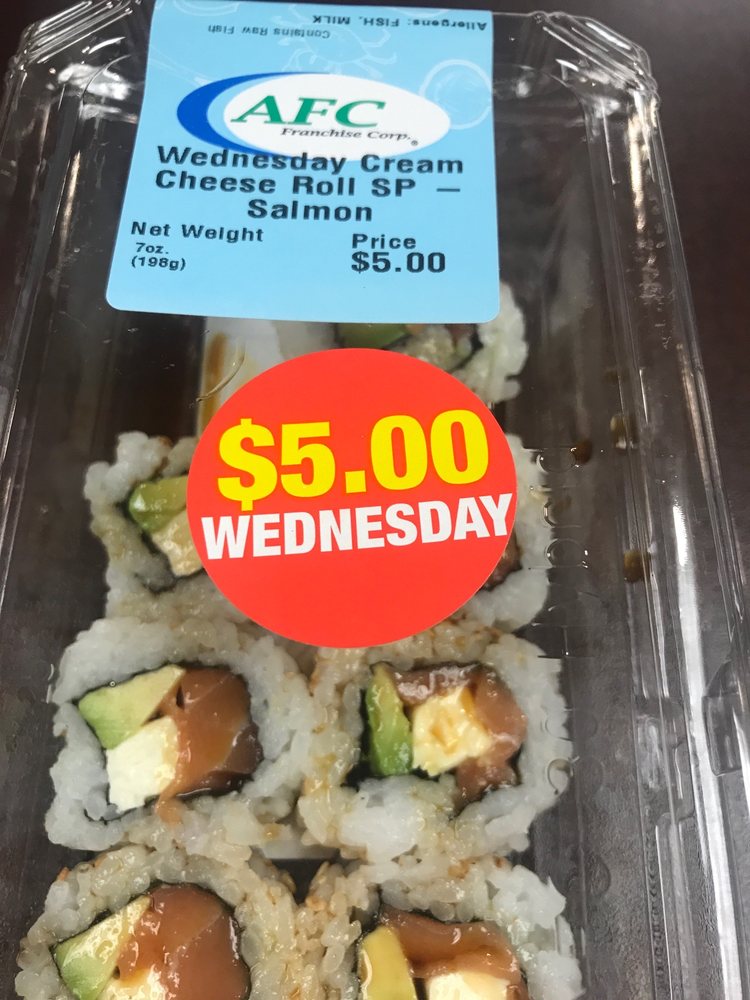 Allergens: FISH, MILK
Contains Raw Fish
AFC
Franchise Corp.®
Wednesday Cream
Cheese Roll SP –
Salmon
Net Weight
7oz.
(198g)
Price
$5.00
$5.00
WEDNESDAY